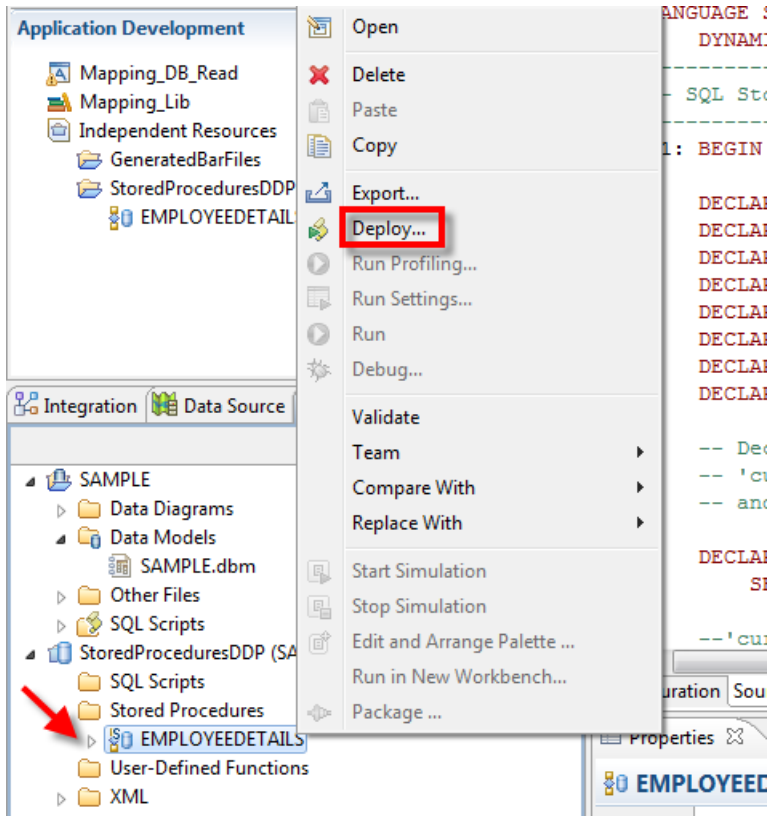 Application Development
Mapping_DB_Read
Mapping_Lib
Independent Resources
GeneratedBarFiles
StoredProceduresDDP
EMPLOYEEDETAIL
Integration
Data Source
SAMPLE
Data Diagrams
Data Models
SAMPLE.dbm
Other Files
SQL Scripts
StoredProceduresDDP (SA
SQL Scripts
Stored Procedures
EMPLOYEEDETAILS
User-Defined Functions
XML
Open
Delete
Paste
Copy
Export...
Deploy...
Run Profiling...
Run Settings...
Run
Debug...
Validate
Team
Compare With
Replace With
Start Simulation
Stop Simulation
Edit and Arrange Palette ...
Run in New Workbench...
Package ...
ANGUAGE S
DYNAMI
----------
- SQL Sto
----------
1: BEGIN
DECLAR
DECLAR
DECLAR
DECLAR
DECLAR
DECLAR
DECLAR
DECLAR
-- Dec
-- 'cu
-- and
DECLAR
SE
--'cur
uration
Sou
Properties
EMPLOYEED